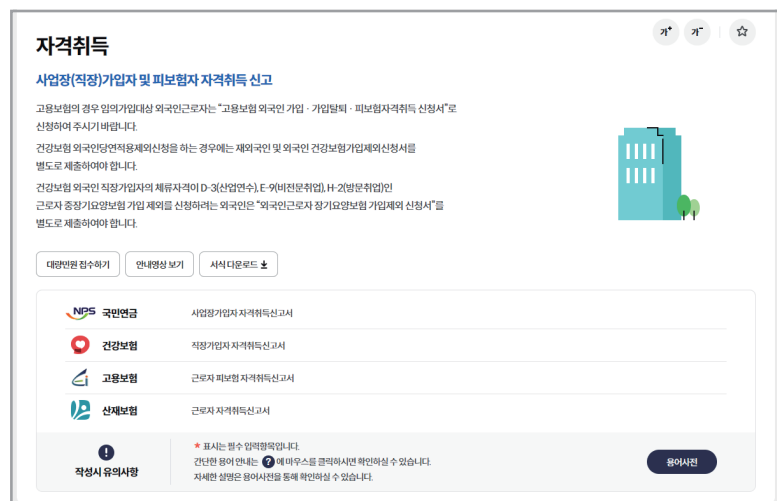 자격취득
가+ 가-
사업장(직장)가입자 및 피보험자 자격취득 신고
고용보험의 경우 임의가입대상 외국인근로자는 "고용보험 외국인 가입 · 가입탈퇴 · 피보험자격취득 신청서"로
신청하여 주시기 바랍니다.
건강보험 외국인당연적용제외신청을 하는 경우에는 재외국인 및 외국인 건강보험가입제외신청서를
별도로 제출하여야 합니다.
건강보험 외국인 직장가입자의 체류자격이 D-3(산업연수), E-9(비전문취업), H-2(방문취업)인
근로자 중장기요양보험 가입 제외를 신청하려는 외국인은 "외국인근로자 장기요양보험 가입제외 신청서"를
별도로 제출하여야 합니다.
대량민원 접수하기 안내영상 보기 서식 다운로드
NPS 국민연금 사업장가입자 자격취득신고서
건강보험 직장가입자 자격취득신고서
고용보험 근로자 피보험 자격취득신고서
산재보험 근로자 자격취득신고서
작성시 유의사항
* 표시는 필수 입력항목입니다.
간단한 용어 안내는 ? 에 마우스를 클릭하시면 확인하실 수 있습니다.
자세한 설명은 용어사전을 통해 확인하실 수 있습니다.
용어사전